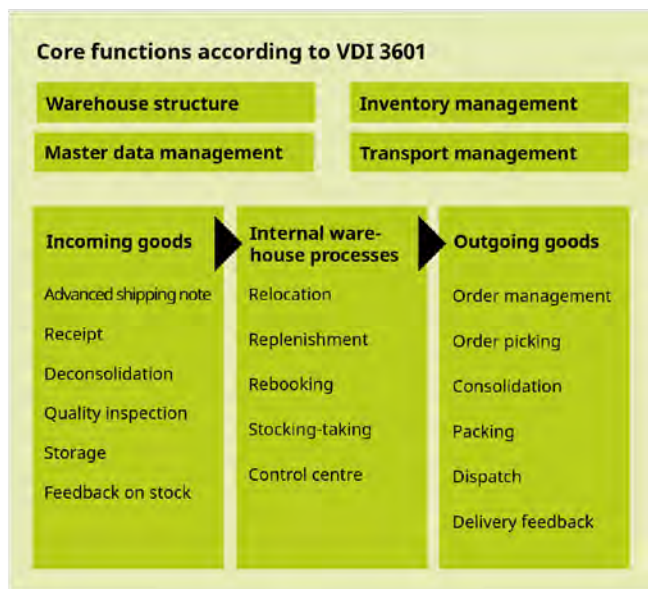 Core functions according to VDI 3601
Warehouse structure
Inventory management
Master data management
Transport management
Incoming goods
Advanced shipping note
Receipt
Deconsolidation
Quality inspection
Storage
Feedback on stock
Internal ware-
house processes
Relocation
Replenishment
Rebooking
Stocking-taking
Control centre
Outgoing goods
Order management
Order picking
Consolidation
Packing
Dispatch
Delivery feedback